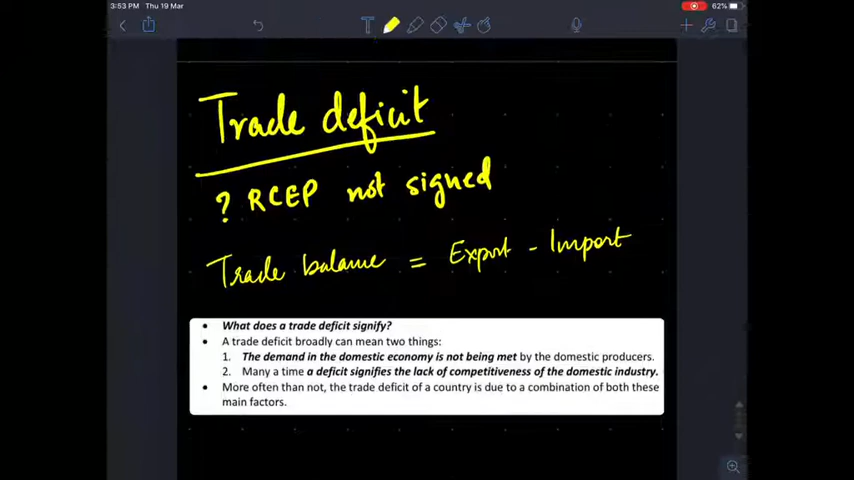 3:53 PM Thu 19 Mar
62%
Trade deficit
? RCEP not signed
Trade balance = Export - Import
• What does a trade deficit signify?
• A trade deficit broadly can mean two things:
1. The demand in the domestic economy is not being met by the domestic producers.
2. Many a time a deficit signifies the lack of competitiveness of the domestic industry.
• More often than not, the trade deficit of a country is due to a combination of both these
main factors.